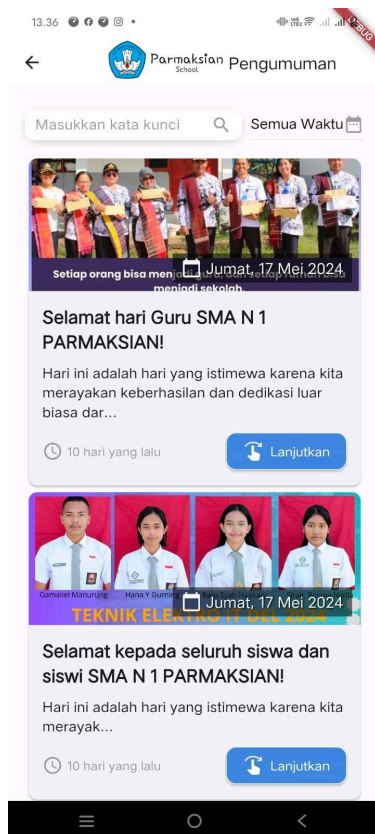 13.36
DEBUG
Parmaksian
School
Pengumuman
Masukkan kata kunci
Semua Waktu
Setiap orang bisa menjadi guru, dan setiap rumah bisa
menjadi sekolah.
Jumat, 17 Mei 2024
Selamat hari Guru SMA N 1
PARMAKSIAN!
Hari ini adalah hari yang istimewa karena kita
merayakan keberhasilan dan dedikasi luar
biasa dar...
10 hari yang lalu
Lanjutkan
Gamaliel Manurung
Hana Y Gurning
Jumat, 17 Mei 2024
TEKNIK ELEKTRO IT DEL 2024
Selamat kepada seluruh siswa dan
siswi SMA N 1 PARMAKSIAN!
Hari ini adalah hari yang istimewa karena kita
merayak...
10 hari yang lalu
Lanjutkan